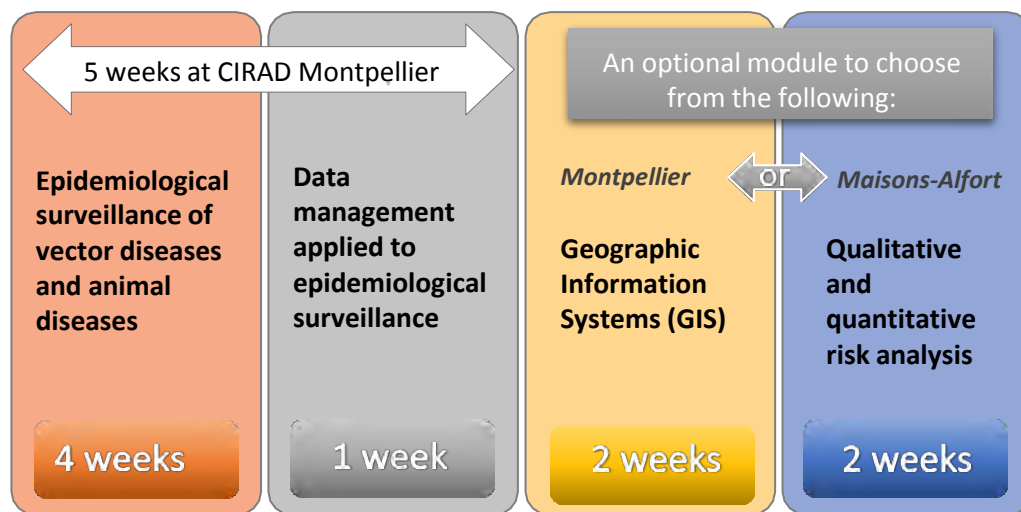 5 weeks at CIRAD Montpellier
An optional module to choose
from the following:
Epidemiological
surveillance of
vector diseases
and animal
diseases
4 weeks
Data
management
applied to
epidemiological
surveillance
1 week
Montpellier
or
Maisons-Alfort
Geographic
Information
Systems (GIS)
2 weeks
Qualitative
and
quantitative
risk analysis
2 weeks